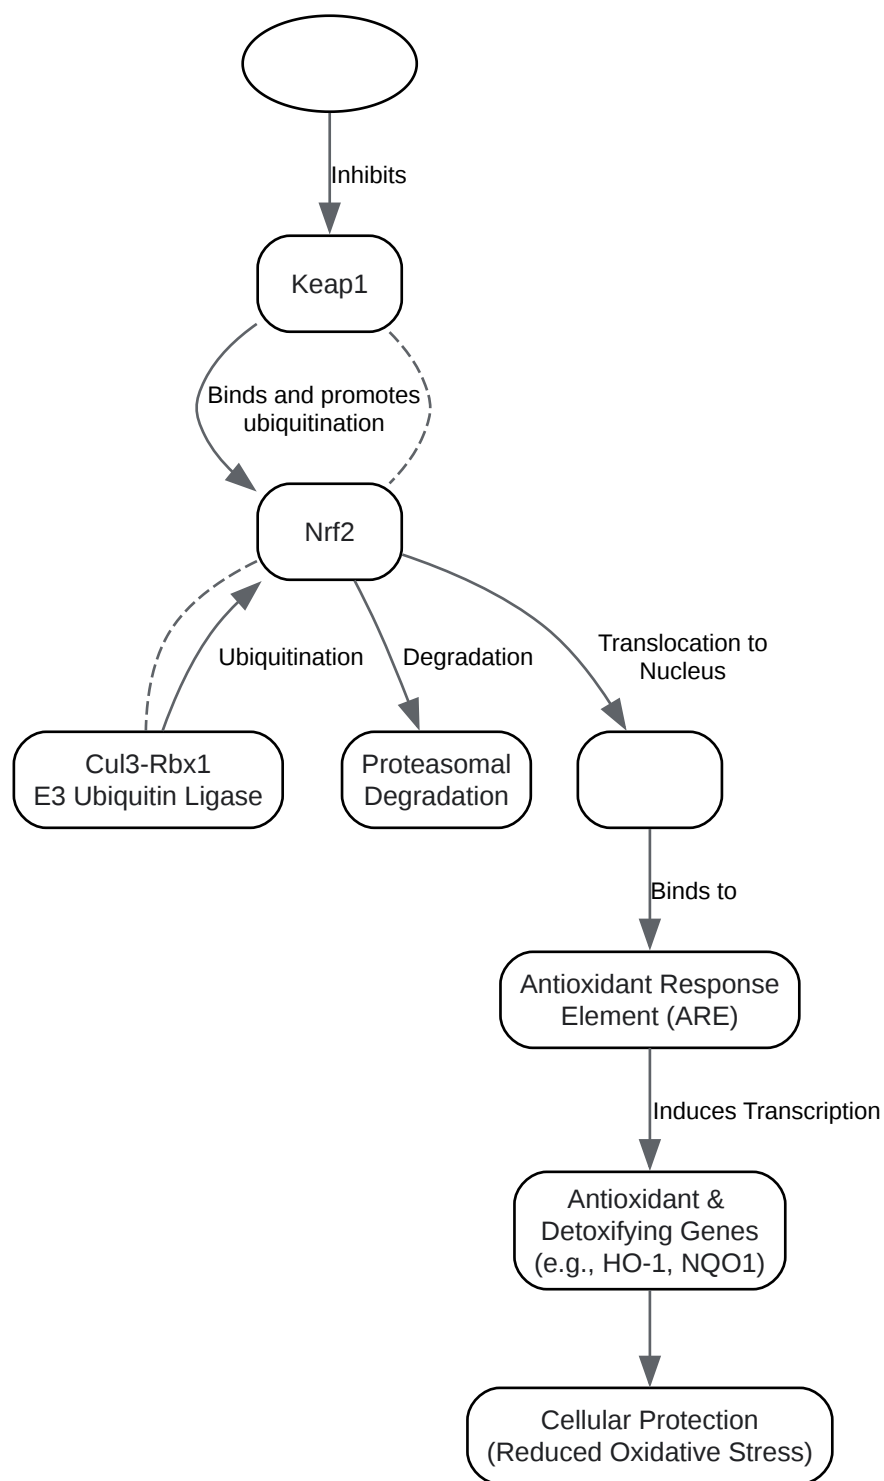 Inhibits
Keap1
Binds and promotes
ubiquitination
Nrf2
Ubiquitination
Degradation
Translocation to
Nucleus
Cul3-Rbx1
E3 Ubiquitin Ligase
Proteasomal
Degradation
Binds to
Antioxidant Response
Element (ARE)
Induces Transcription
Antioxidant &
Detoxifying Genes
(e.g., HO-1, NQO1)
Cellular Protection
(Reduced Oxidative Stress)